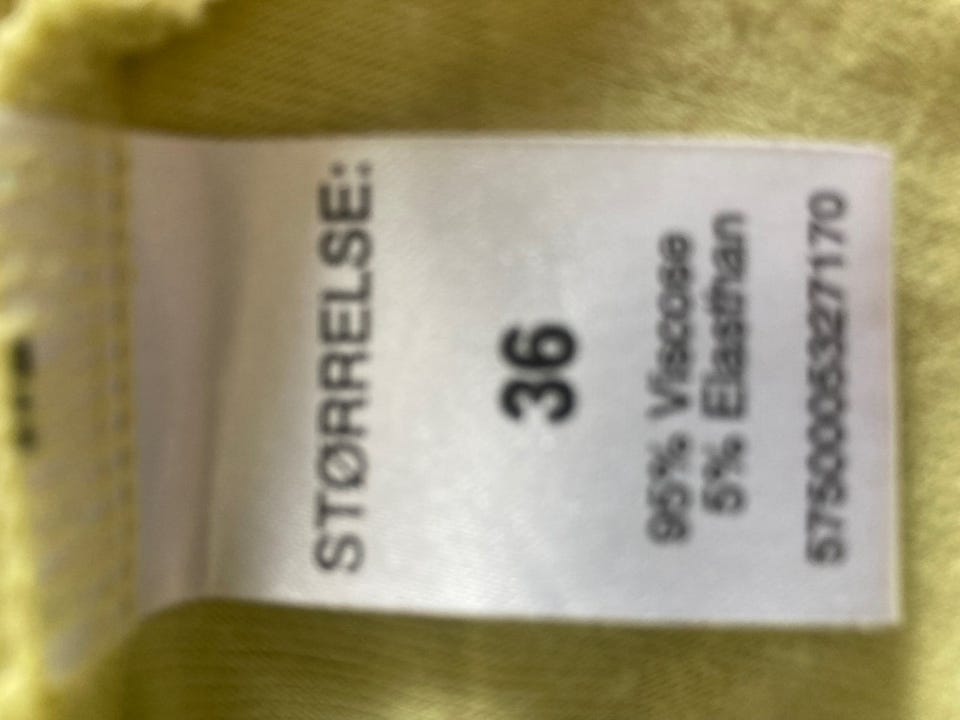 STØRRELSE:
36
95% Viscose
5% Elasthan
5750005327170